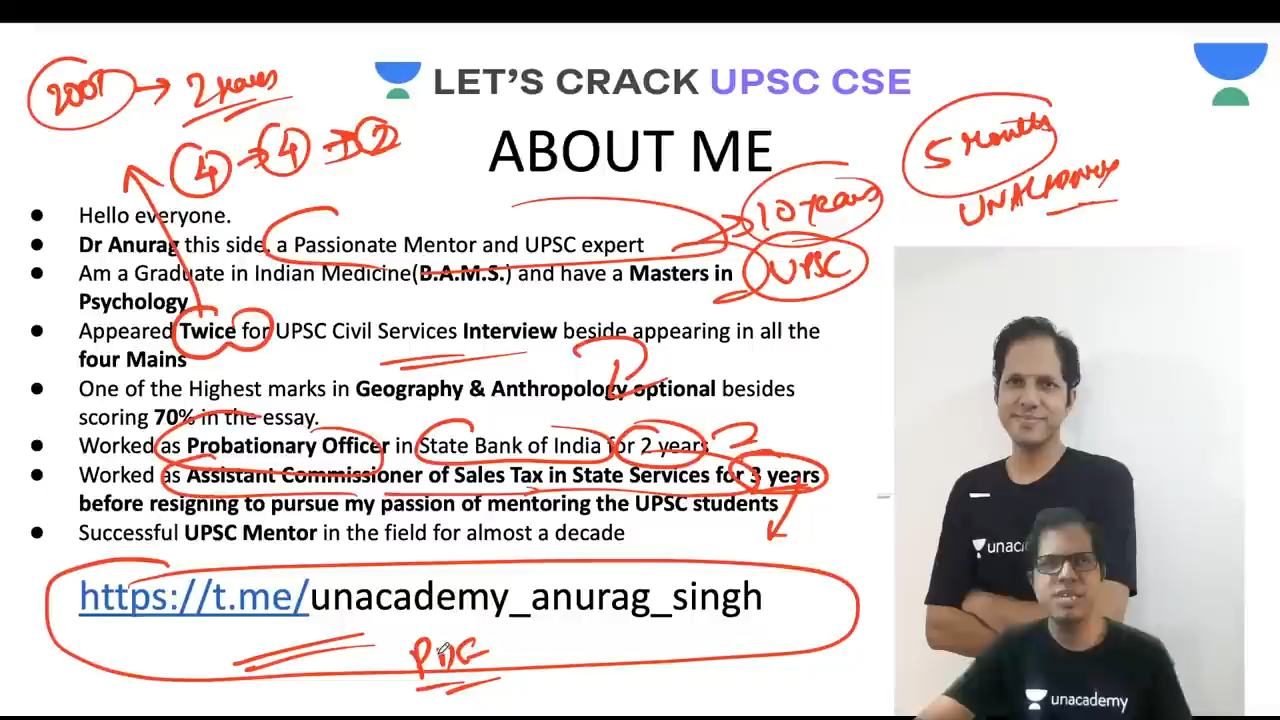 2001 → 2 Years
LET'S CRACK UPSC CSE
4 → 4 → 2
ABOUT ME
5 Months
UNACADEMY
10 years
UPSC
● Hello everyone.
● Dr Anurag this side, a Passionate Mentor and UPSC expert
● Am a Graduate in Indian Medicine(B.A.M.S.) and have a Masters in
Psychology
● Appeared Twice for UPSC Civil Services Interview beside appearing in all the
four Mains
● One of the Highest marks in Geography & Anthropology optional besides
scoring 70% in the essay.
● Worked as Probationary Officer in State Bank of India for 2 years
● Worked as Assistant Commissioner of Sales Tax in State Services for 3 years
before resigning to pursue my passion of mentoring the UPSC students
● Successful UPSC Mentor in the field for almost a decade
https://t.me/unacademy_anurag_singh
unacademy